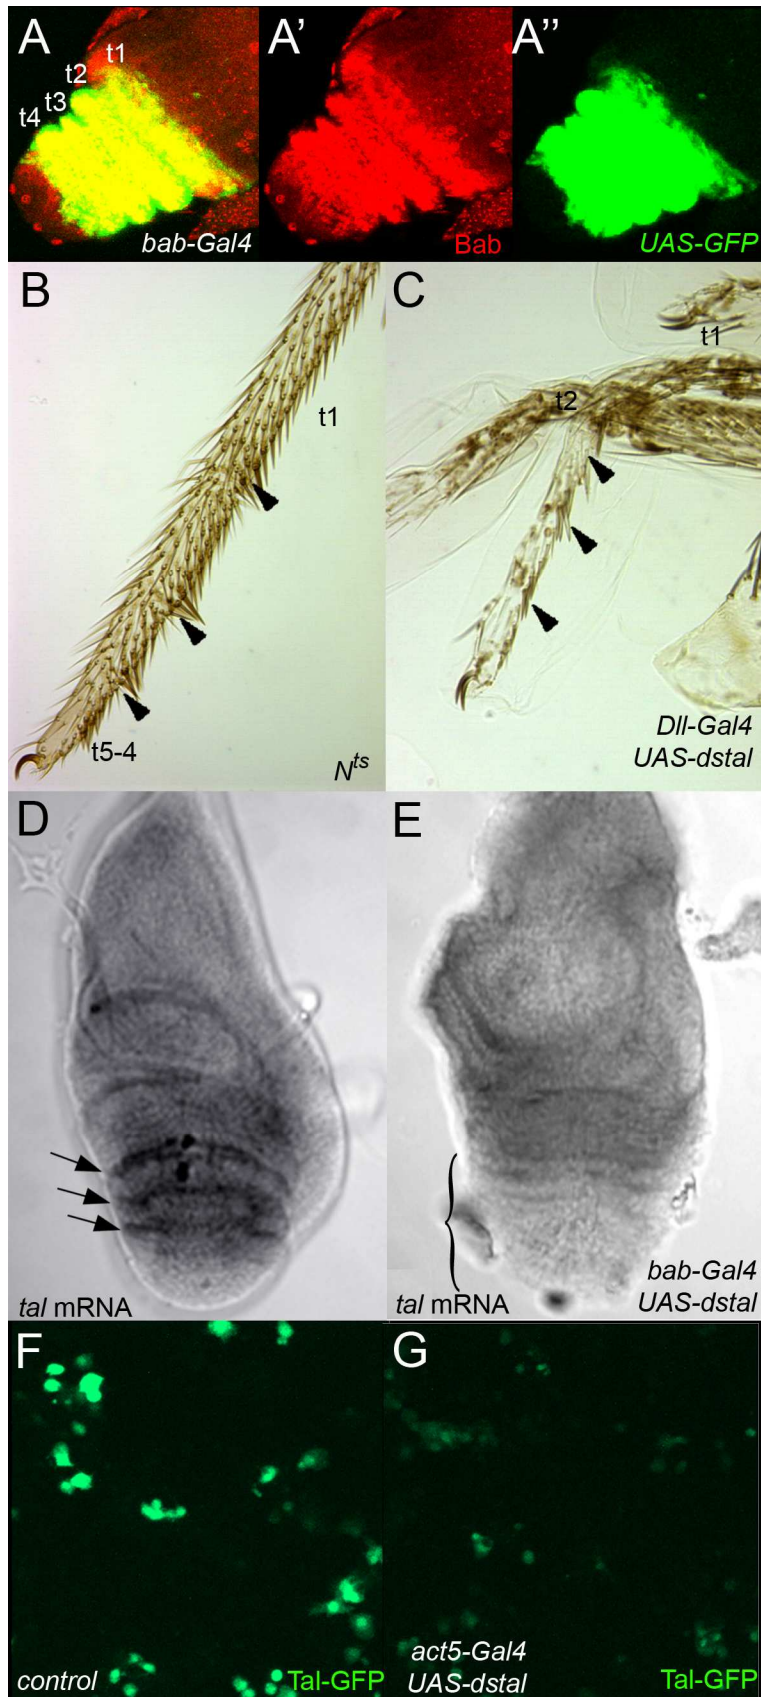 A
t1
t2
t3
t4
bab-Gal4
A'
Bab
A''
UAS-GFP
B
t1
t5-4
Nts
C
t1
t2
Dll-Gal4
UAS-dstal
D
tal mRNA
E
tal mRNA
bab-Gal4
UAS-dstal
F
control
Tal-GFP
G
act5-Gal4
UAS-dstal
Tal-GFP